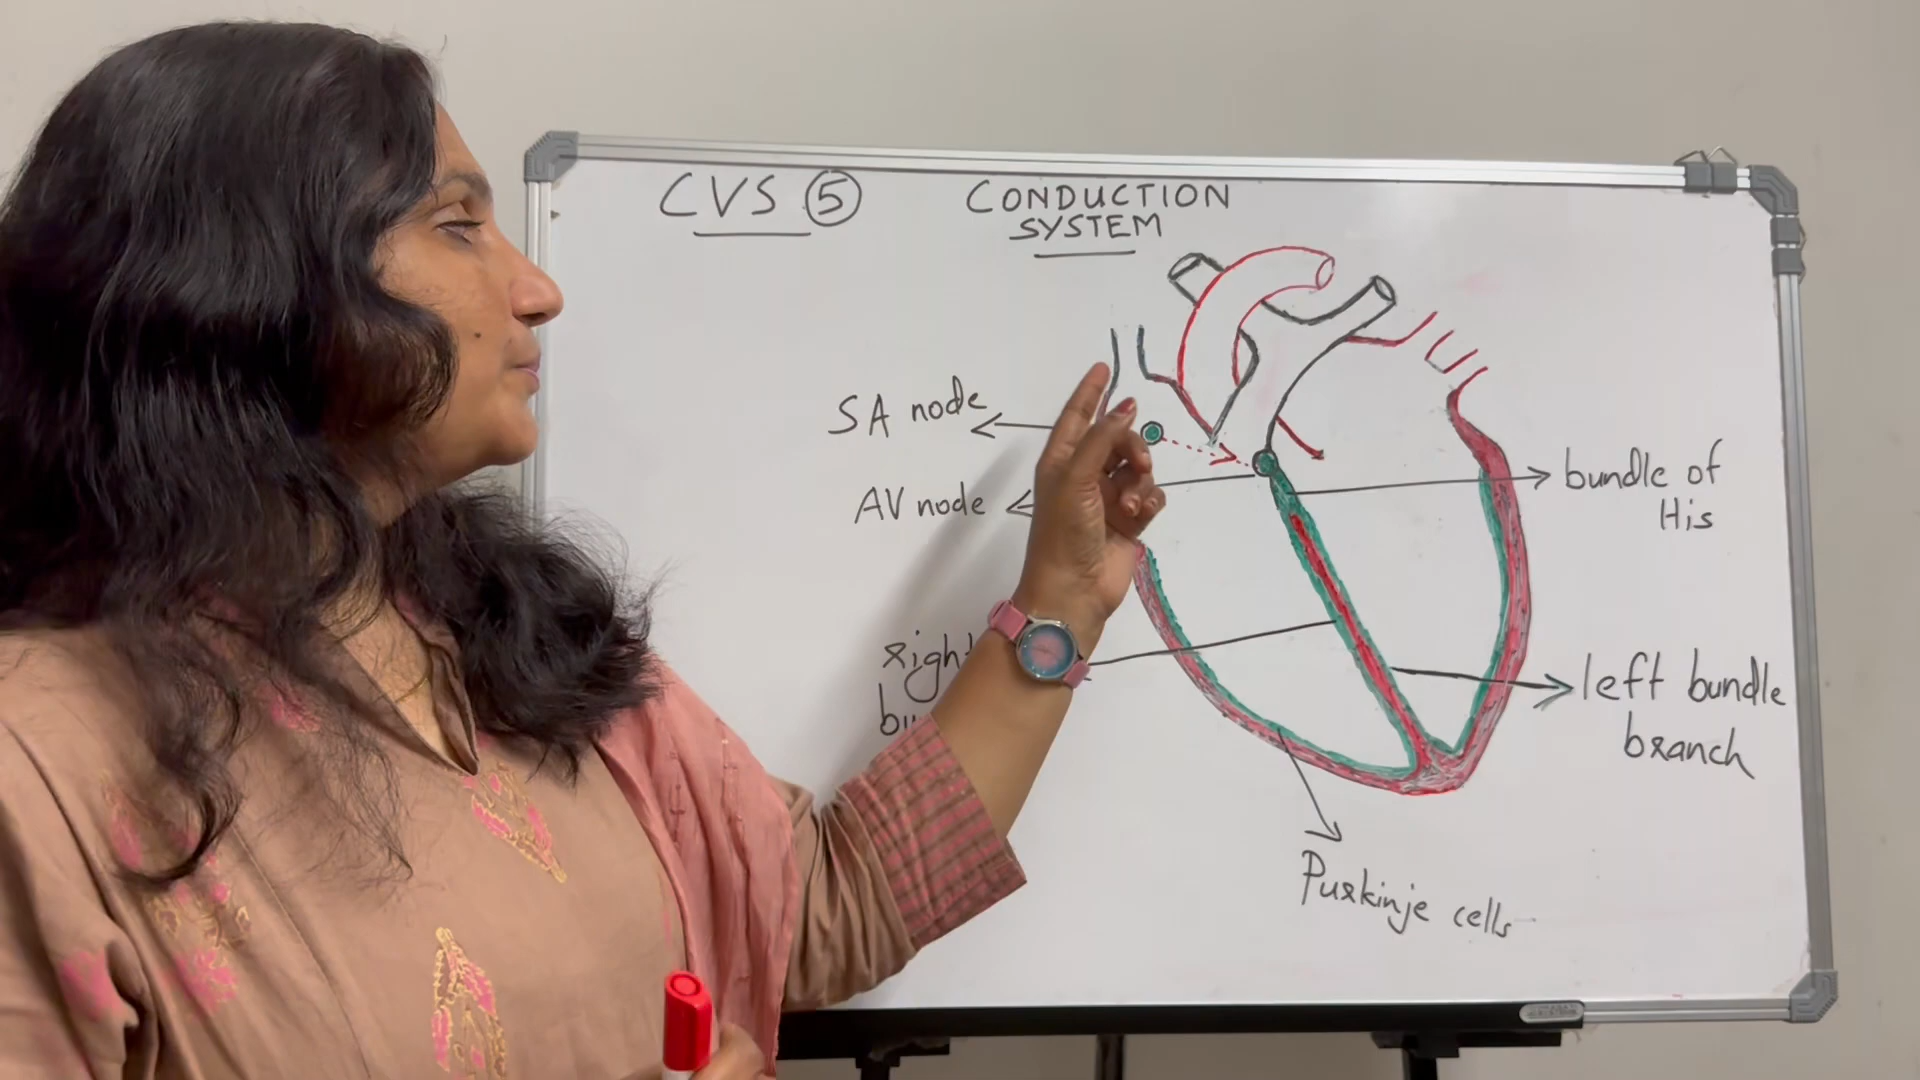 CVS 5
CONDUCTION
SYSTEM
SA node
AV node
bundle of
His
left bundle
branch
Purkinje cells